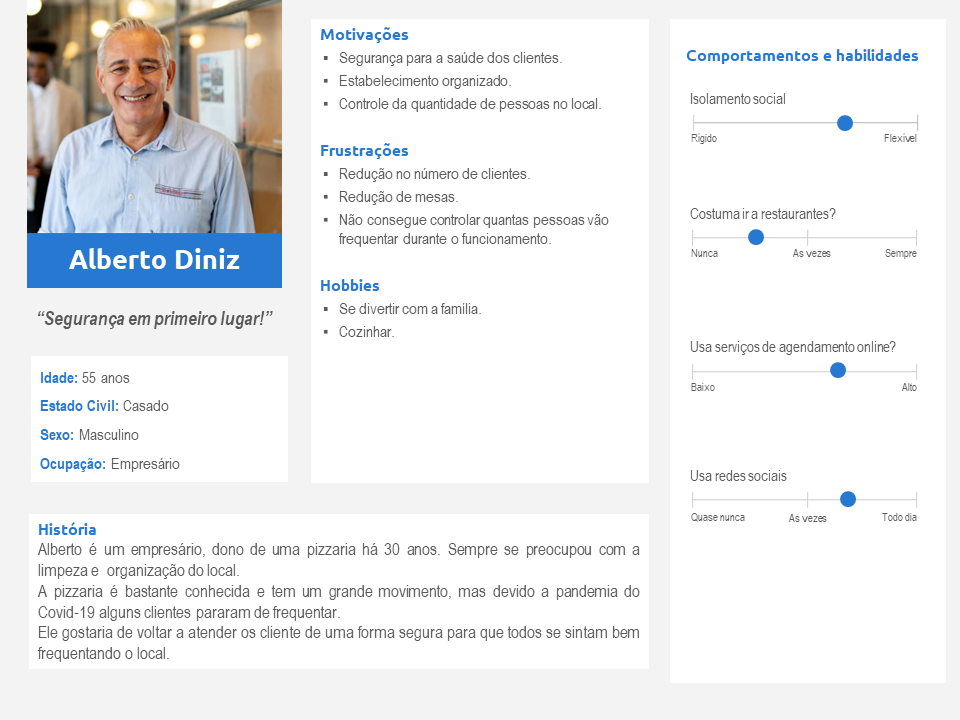 Alberto Diniz
“Segurança em primeiro lugar!”
Idade: 55 anos
Estado Civil: Casado
Sexo: Masculino
Ocupação: Empresário
Motivações
▪ Segurança para a saúde dos clientes.
▪ Estabelecimento organizado.
▪ Controle da quantidade de pessoas no local.
Frustrações
▪ Redução no número de clientes.
▪ Redução de mesas.
▪ Não consegue controlar quantas pessoas vão
frequentar durante o funcionamento.
Hobbies
▪ Se divertir com a família.
▪ Cozinhar.
História
Alberto é um empresário, dono de uma pizzaria há 30 anos. Sempre se preocupou com a
limpeza e organização do local.
A pizzaria é bastante conhecida e tem um grande movimento, mas devido a pandemia do
Covid-19 alguns clientes pararam de frequentar.
Ele gostaria de voltar a atender os cliente de uma forma segura para que todos se sintam bem
frequentando o local.
Comportamentos e habilidades
Isolamento social
Rígido Flexível
Costuma ir a restaurantes?
Nunca As vezes Sempre
Usa serviços de agendamento online?
Baixo Alto
Usa redes sociais
Quase nunca As vezes Todo dia